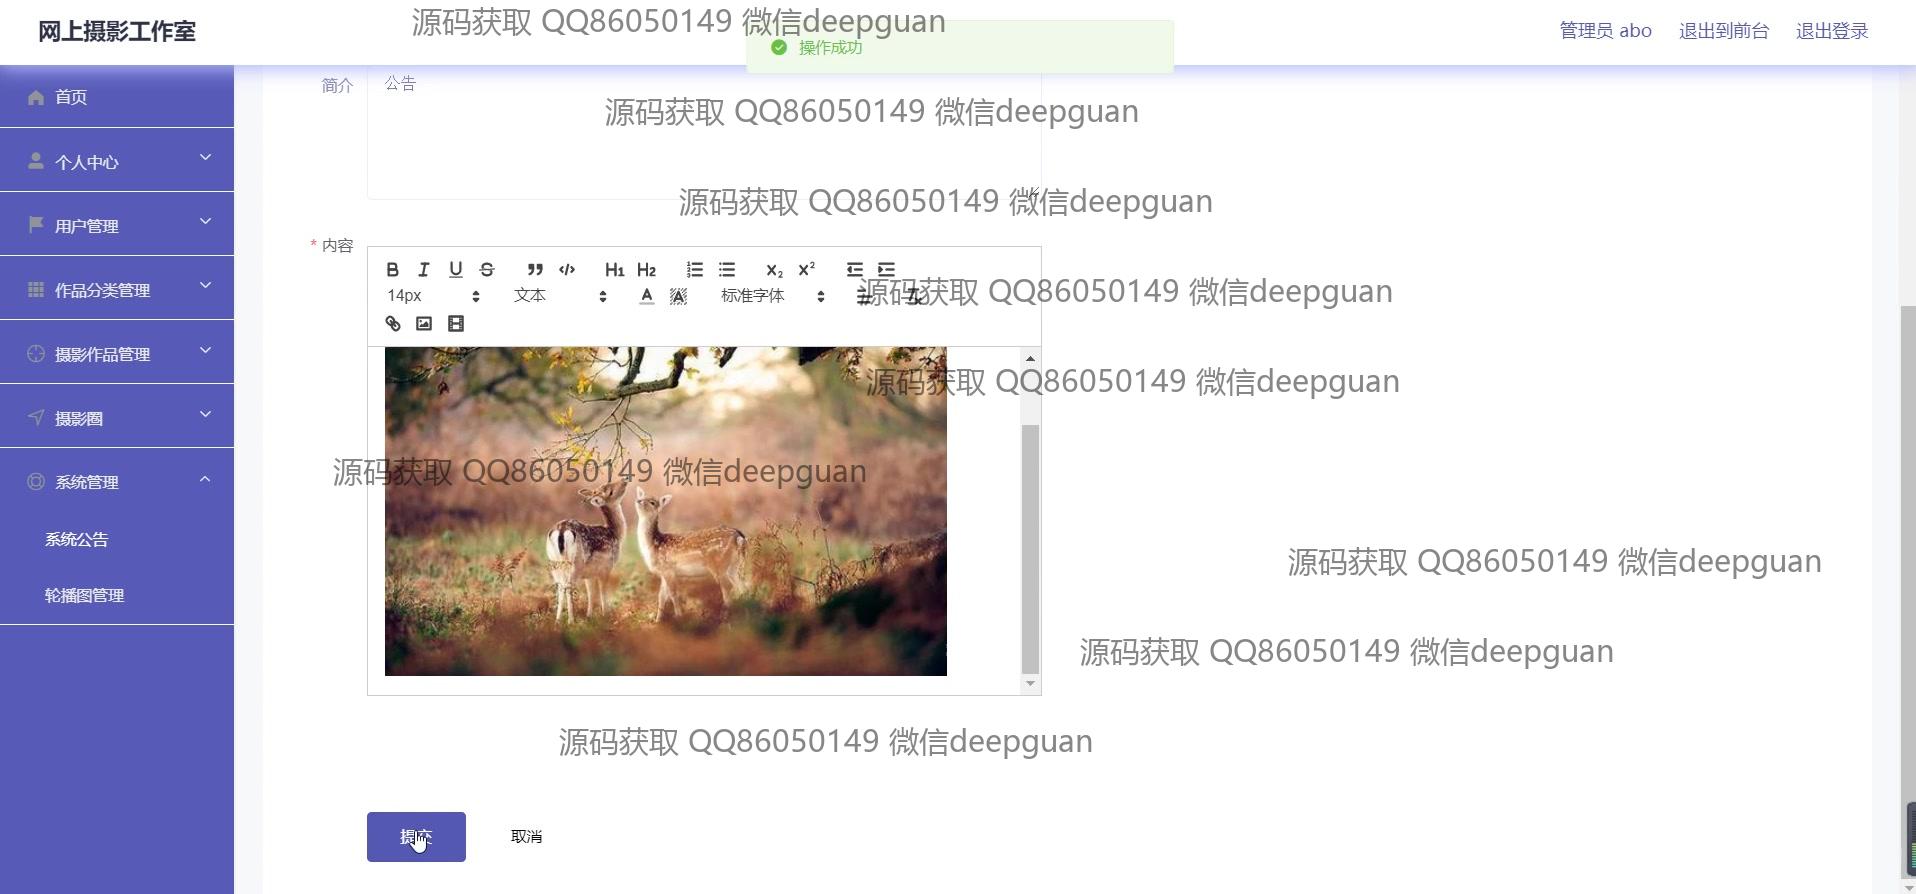 网上摄影工作室
源码获取 QQ86050149 微信deepguan
操作成功
管理员 abo
退出到前台
退出登录
首页
个人中心
用户管理
作品分类管理
摄影作品管理
摄影圈
系统管理
系统公告
轮播图管理
简介
公告
源码获取 QQ86050149 微信deepguan
源码获取 QQ86050149 微信deepguan
* 内容
B I U S H1 H2 X₂ X²
14px
文本
A A
标准字体
源码获取 QQ86050149 微信deepguan
源码获取 QQ86050149 微信deepguan
源码获取 QQ86050149 微信deepguan
源码获取 QQ86050149 微信deepguan
源码获取 QQ86050149 微信deepguan
源码获取 QQ86050149 微信deepguan
提交
取消